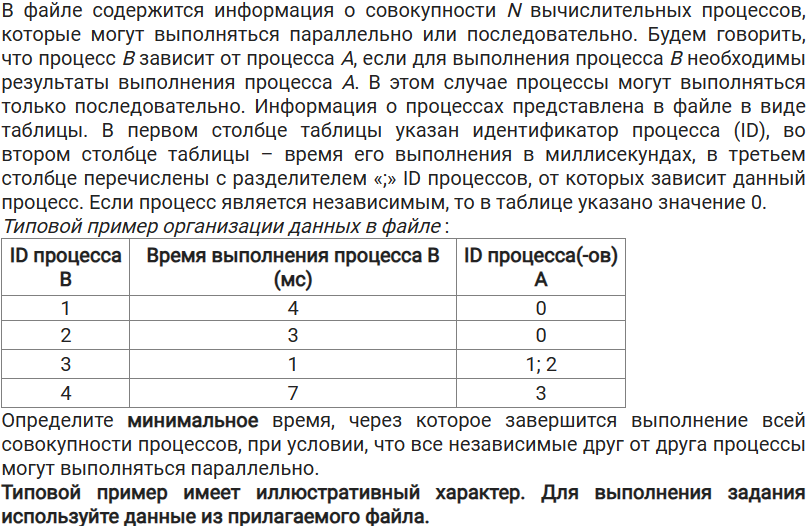 В файле содержится информация о совокупности N вычислительных процессов,
которые могут выполняться параллельно или последовательно. Будем говорить,
что процесс B зависит от процесса A, если для выполнения процесса B необходимы
результаты выполнения процесса A. В этом случае процессы могут выполняться
только последовательно. Информация о процессах представлена в файле в виде
таблицы. В первом столбце таблицы указан идентификатор процесса (ID), во
втором столбце таблицы – время его выполнения в миллисекундах, в третьем
столбце перечислены с разделителем «;» ID процессов, от которых зависит данный
процесс. Если процесс является независимым, то в таблице указано значение 0.
Типовой пример организации данных в файле :
ID процесса B Время выполнения процесса B (мс) ID процесса(-ов) A
1 4 0
2 3 0
3 1 1; 2
4 7 3
Определите минимальное время, через которое завершится выполнение всей
совокупности процессов, при условии, что все независимые друг от друга процессы
могут выполняться параллельно.
Типовой пример имеет иллюстративный характер. Для выполнения задания
используйте данные из прилагаемого файла.